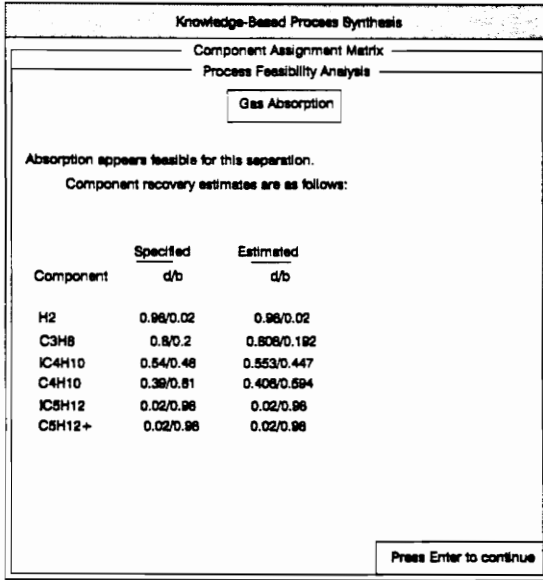 Knowledge-Based Process Synthesis
Component Assignment Matrix
Process Feasibility Analysis
Gas Absorption
Absorption appears feasible for this separation.
Component recovery estimates are as follows:
Specified Estimated
Component d/b d/b
H2 0.98/0.02 0.98/0.02
C3H8 0.8/0.2 0.808/0.192
IC4H10 0.54/0.46 0.553/0.447
C4H10 0.39/0.61 0.406/0.594
IC5H12 0.02/0.98 0.02/0.98
C5H12+ 0.02/0.98 0.02/0.98
Press Enter to continue